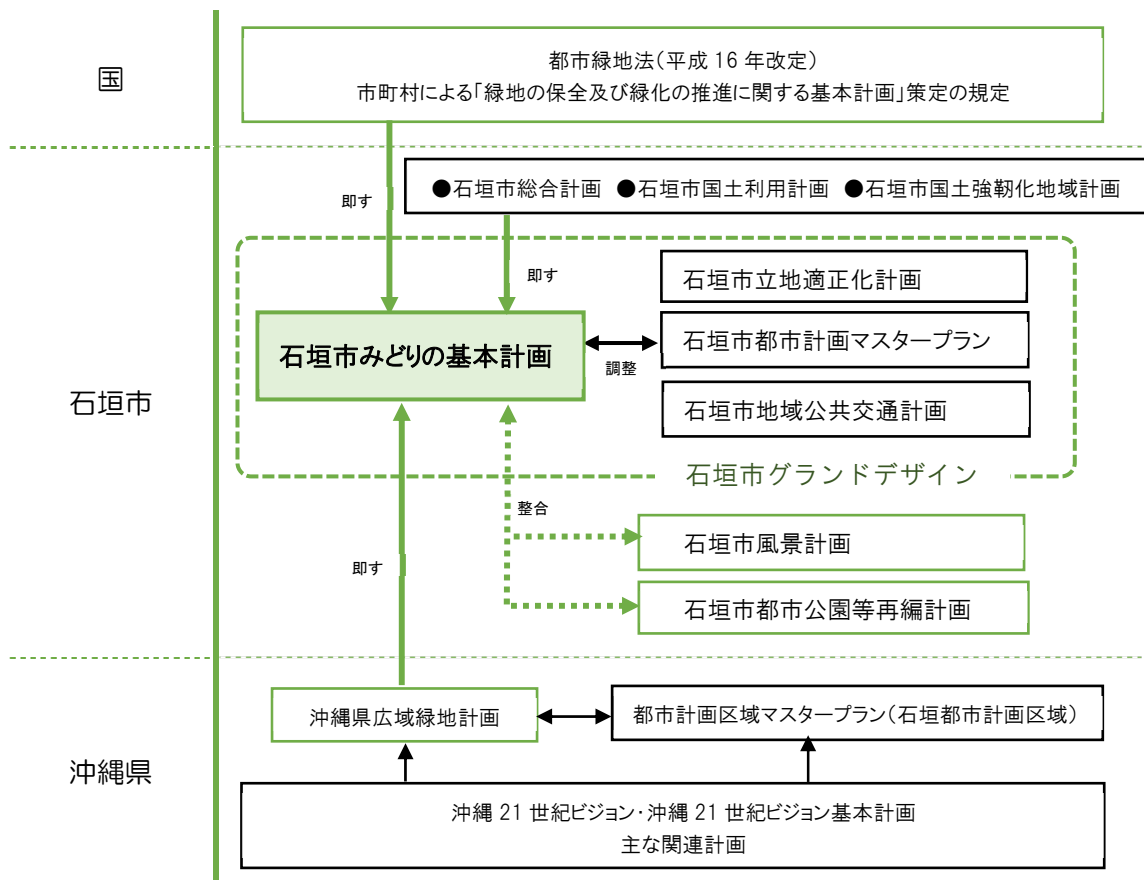 国
都市緑地法(平成 16 年改定)
市町村による「緑地の保全及び緑化の推進に関する基本計画」策定の規定
即す
●石垣市総合計画 ●石垣市国土利用計画 ●石垣市国土強靭化地域計画
即す
石垣市
石垣市みどりの基本計画
調整
石垣市立地適正化計画
石垣市都市計画マスタープラン
石垣市地域公共交通計画
石垣市グランドデザイン
整合
石垣市風景計画
石垣市都市公園等再編計画
即す
沖縄県
沖縄県広域緑地計画
都市計画区域マスタープラン(石垣都市計画区域)
沖縄 21 世紀ビジョン・沖縄 21 世紀ビジョン基本計画
主な関連計画